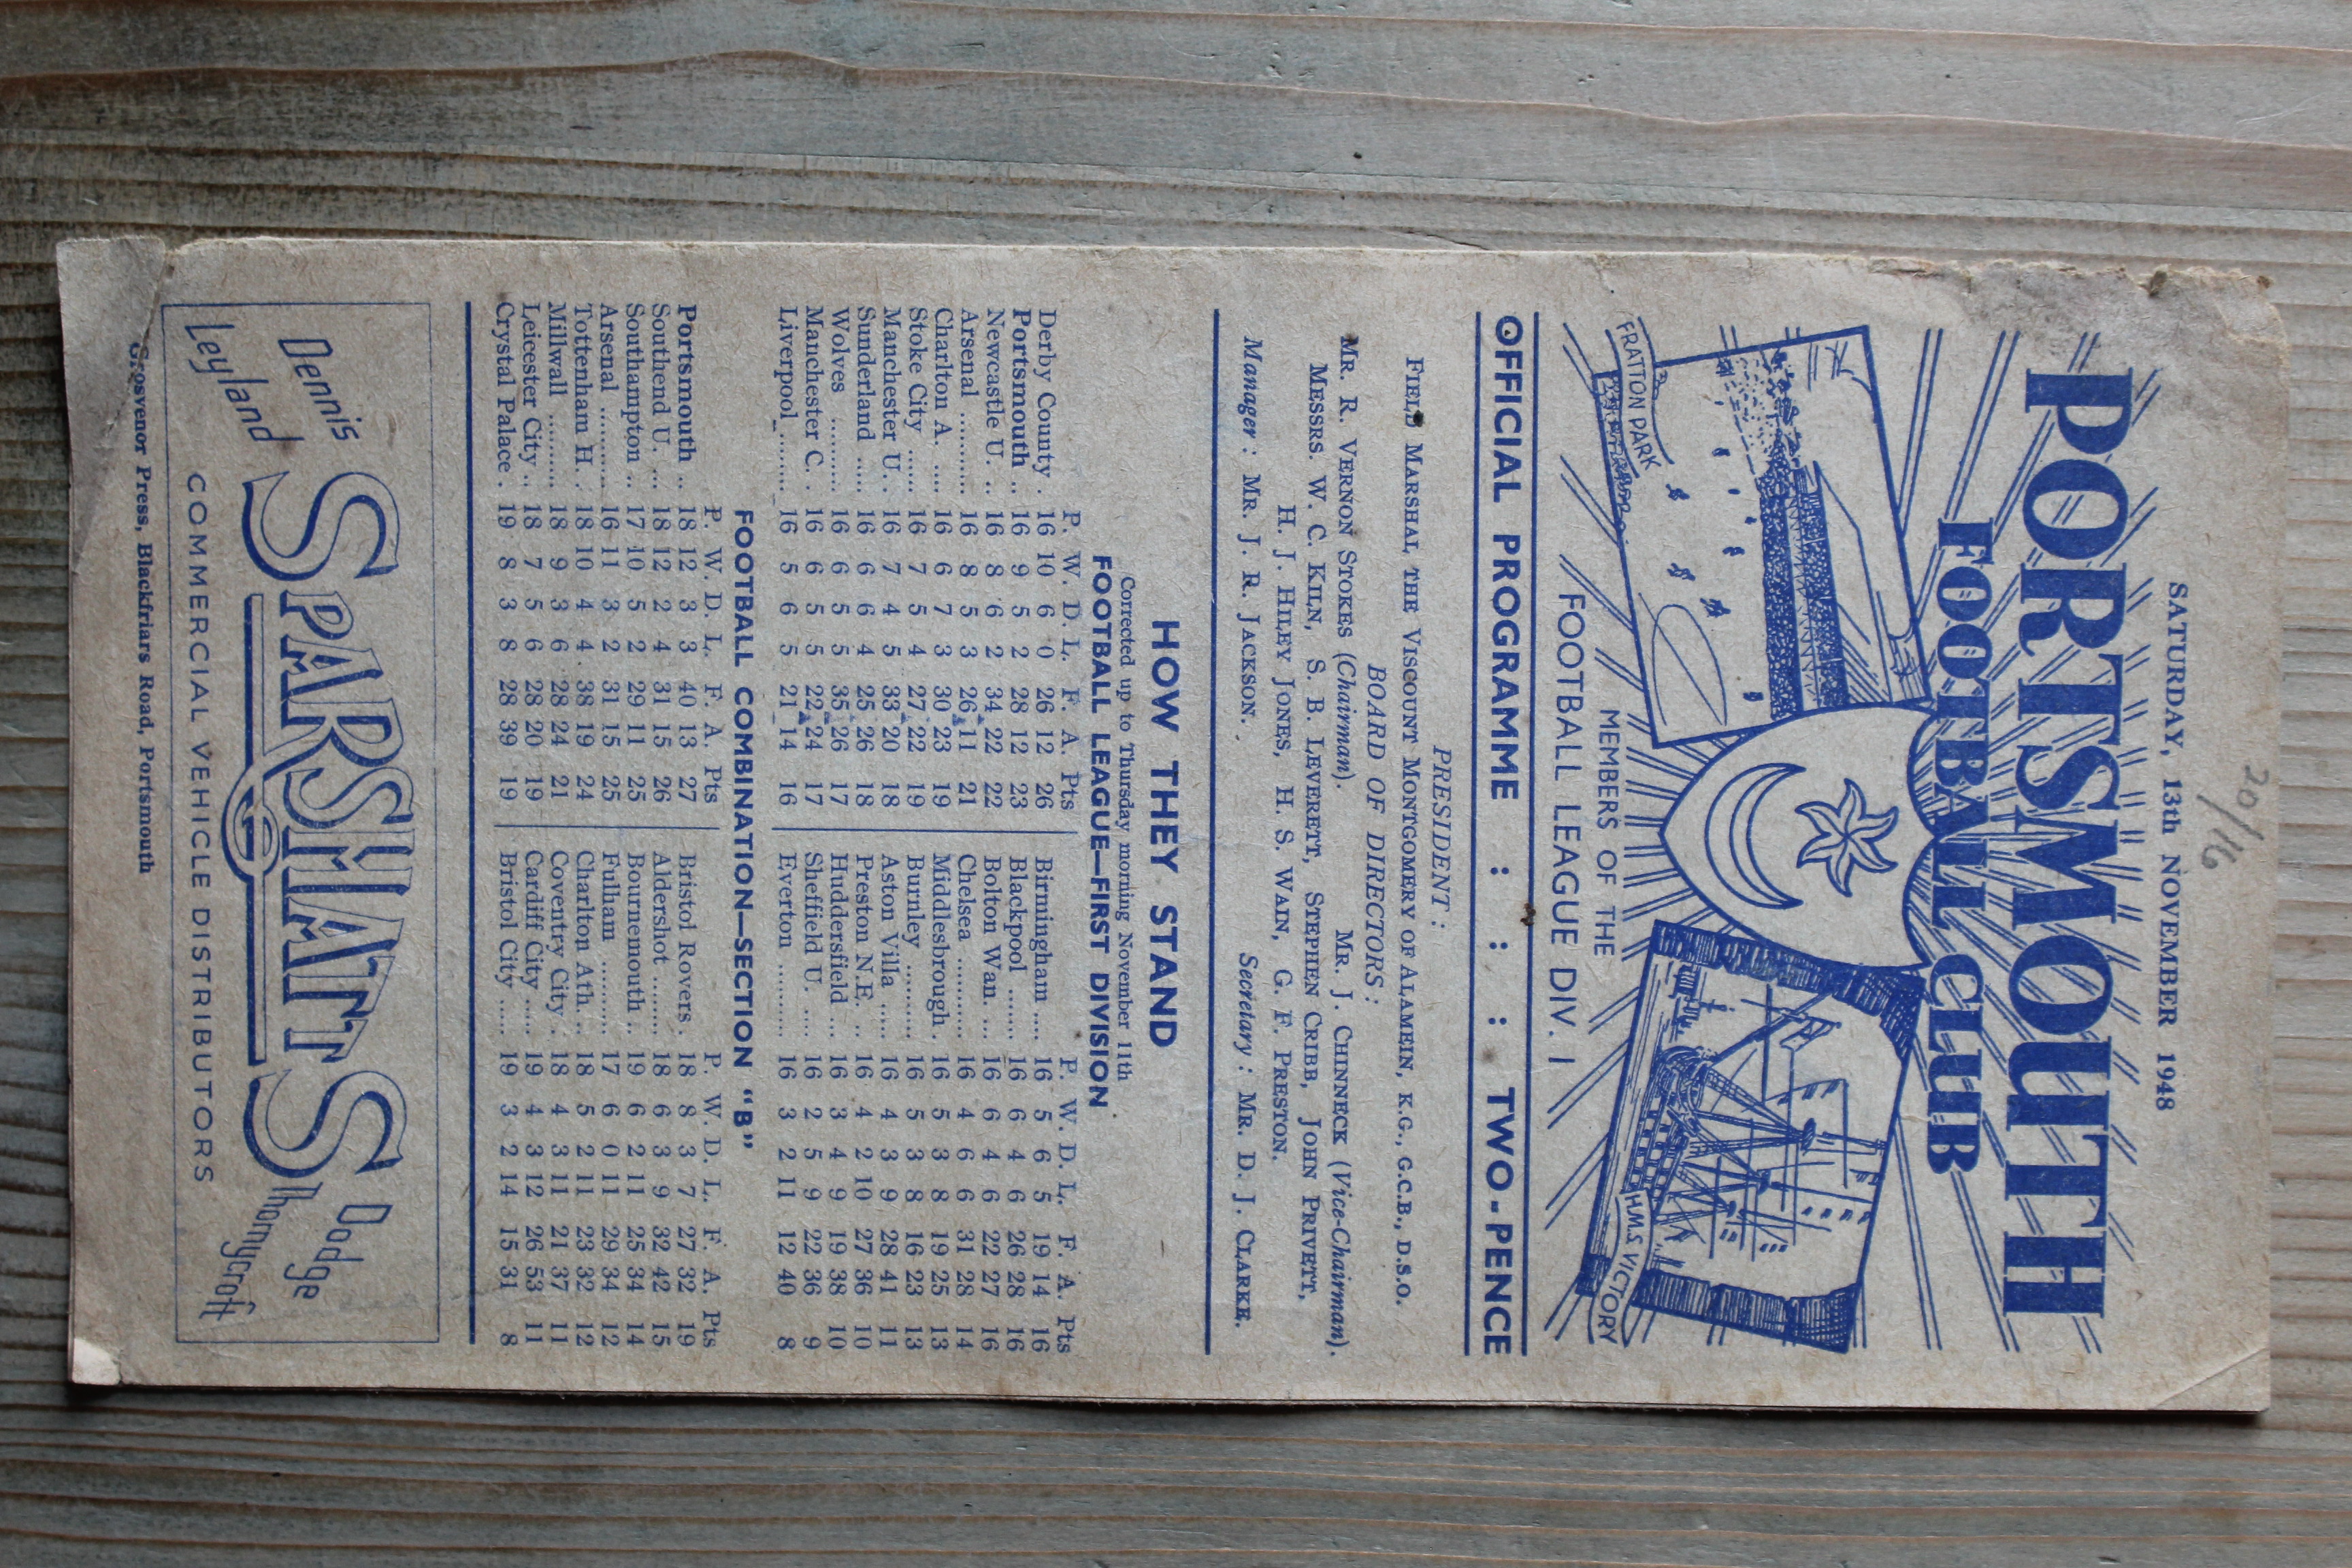 20/116
SATURDAY, 13th NOVEMBER 1948
PORTSMOUTH
FOOTBALL CLUB
FRATTON PARK
H.M.S. VICTORY
MEMBERS OF THE
FOOTBALL LEAGUE DIV. 1
OFFICIAL PROGRAMME : : : TWO-PENCE
PRESIDENT :
FIELD MARSHAL THE VISCOUNT MONTGOMERY OF ALAMEIN, K.G., G.C.B., D.S.O.
BOARD OF DIRECTORS :
MR. R. VERNON STOKES (Chairman). MR. J. CHINNECK (Vice-Chairman).
MESSRS. W. C. KILN, S. B. LEVERETT, STEPHEN CRIBB, JOHN PRIVETT,
H. J. HILEY JONES, H. S. WAIN, G. F. PRESTON.
Manager : MR. J. R. JACKSON. Secretary : MR. D. J. CLARKE.
HOW THEY STAND
Corrected up to Thursday morning November 11th
FOOTBALL LEAGUE—FIRST DIVISION
P. W. D. L. F. A. Pts P. W. D. L. F. A. Pts
Derby County . 16 10 6 0 26 12 26 Birmingham .... 16 5 6 5 19 14 16
Portsmouth .. 16 9 5 2 28 12 23 Blackpool ........ 16 6 4 6 26 28 16
Newcastle U. .. 16 8 6 2 34 22 22 Bolton Wan. ... 16 6 4 6 22 27 16
Arsenal ........... 16 8 5 3 26 11 21 Chelsea ........... 16 4 6 6 31 28 14
Charlton A. .... 16 6 7 3 30 23 19 Middlesbrough. 16 5 3 8 19 25 13
Stoke City ...... 16 7 5 4 27 22 19 Burnley .......... 16 5 3 8 16 23 13
Manchester U. . 16 7 4 5 33 20 18 Aston Villa ..... 16 4 3 9 28 41 11
Sunderland ..... 16 6 6 4 25 26 18 Preston N.E. .. 16 4 2 10 27 36 10
Wolves .......... 16 6 5 5 35 26 17 Huddersfield ... 16 3 4 9 19 38 10
Manchester C. . 16 6 5 5 22 24 17 Sheffield U. ..... 16 2 5 9 22 36 9
Liverpool ......... 16 5 6 5 21 14 16 Everton .......... 16 3 2 11 12 40 8
FOOTBALL COMBINATION—SECTION "B"
P. W. D. L. F. A. Pts P. W. D. L. F. A. Pts
Portsmouth .. 18 12 3 3 40 13 27 Bristol Rovers . 18 8 3 7 27 32 19
Southend U. ... 18 12 2 4 31 15 26 Aldershot ........ 18 6 3 9 32 42 15
Southampton .. 17 10 5 2 29 11 25 Bournemouth .. 19 6 2 11 25 34 14
Arsenal ........... 16 11 3 2 31 15 25 Fulham .......... 17 6 0 11 29 34 12
Tottenham H. . 18 10 4 4 38 19 24 Charlton Ath. .. 18 5 2 11 23 32 12
Millwall .......... 18 9 3 6 28 24 21 Coventry City . 18 4 3 11 21 37 11
Leicester City .. 18 7 5 6 28 20 19 Cardiff City ..... 19 4 3 12 26 53 11
Crystal Palace . 19 8 3 8 28 39 19 Bristol City ..... 19 3 2 14 15 31 8
Dennis SPARSHATTS Dodge
Leyland Thornycroft
COMMERCIAL VEHICLE DISTRIBUTORS
Grosvenor Press, Blackfriars Road, Portsmouth